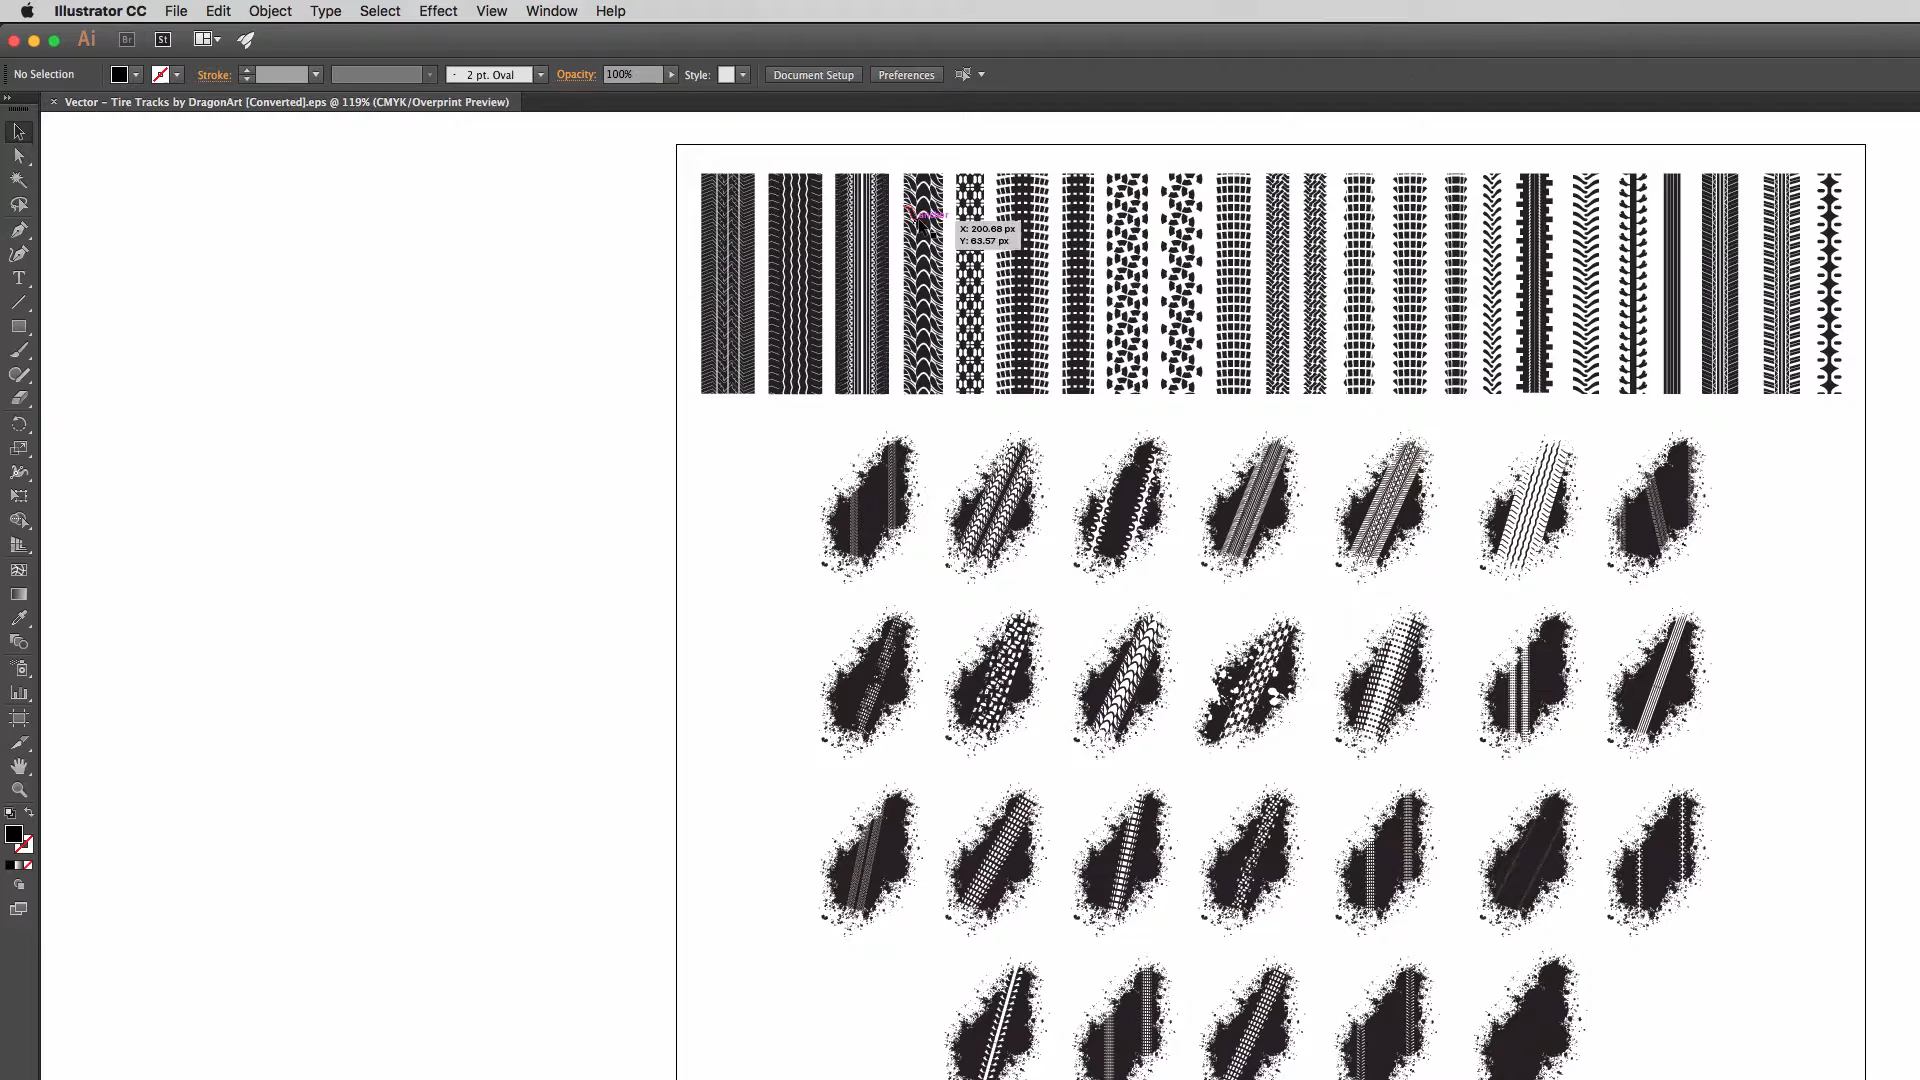 Illustrator CC File Edit Object Type Select Effect View Window Help
Ai Br St
No Selection Stroke: 2 pt. Oval Opacity: 100% Style: Document Setup Preferences
× Vector – Tire Tracks by DragonArt [Converted].eps @ 119% (CMYK/Overprint Preview)
anchor
X: 200.68 px
Y: 63.57 px
T